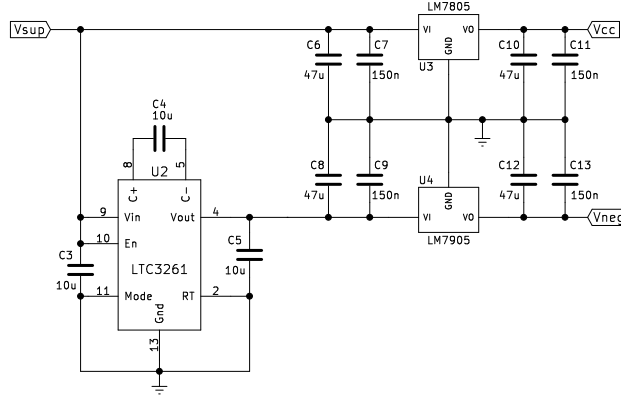 LM7805
Vsup
VI
VO
GND
U3
Vcc
C6
47u
C7
150n
C10
47u
C11
150n
C4
10u
8
5
U2
C+
C-
C8
47u
C9
150n
U4
GND
VI
VO
LM7905
C12
47u
C13
150n
Vneg
9
Vin
Vout
4
10
En
C5
10u
C3
10u
LTC3261
11
Mode
RT
2
Gnd
13